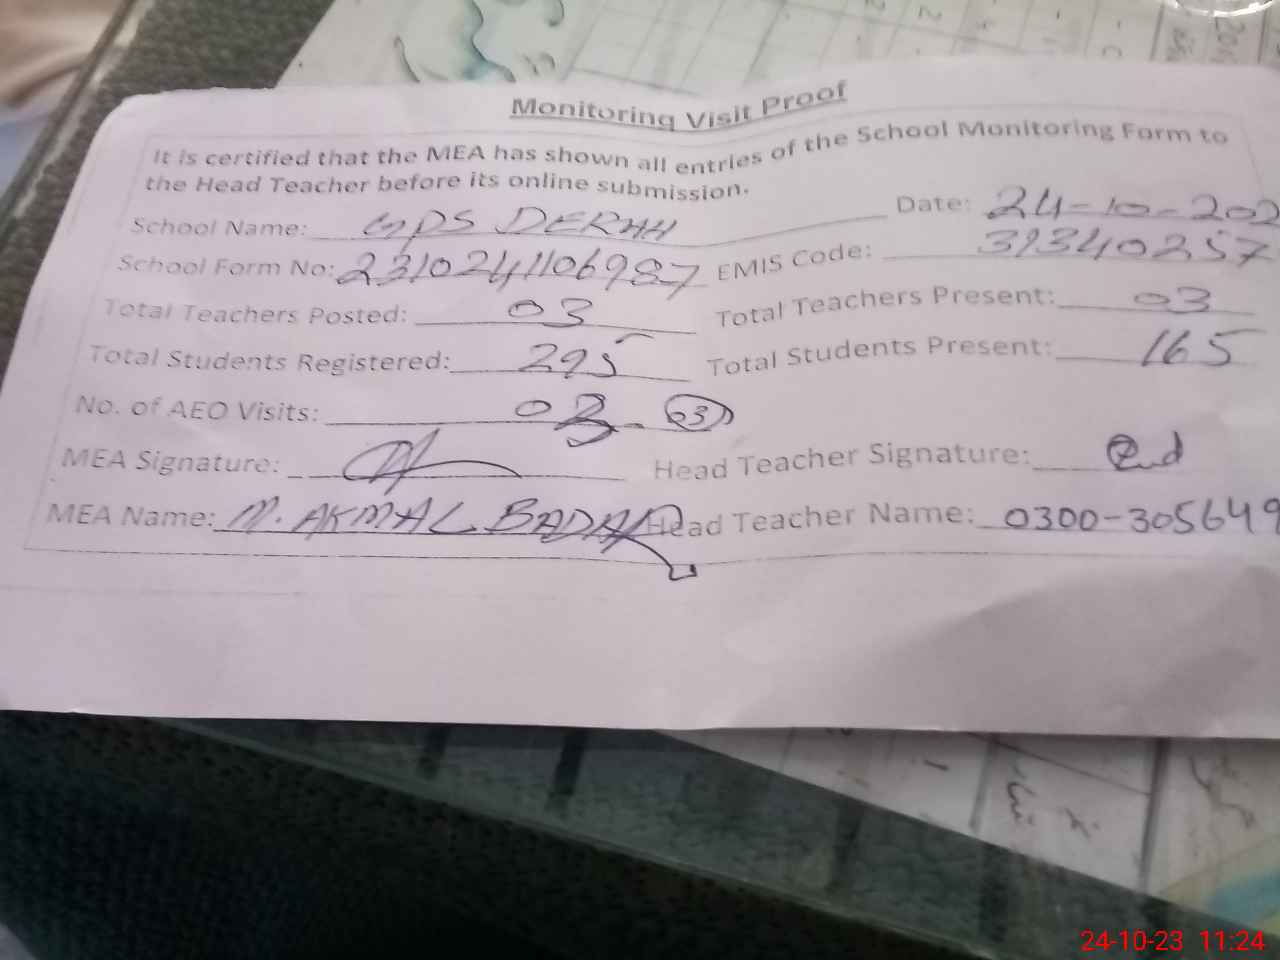 Monitoring Visit Proof
It is certified that the MEA has shown all entries of the School Monitoring Form to
the Head Teacher before its online submission.
School Name: GPS DERHH Date: 24-10-202
School Form No: 2310241106987 EMIS Code: 39340257
Total Teachers Posted: 03 Total Teachers Present: 03
Total Students Registered: 295 Total Students Present: 165
No. of AEO Visits: 03 03
MEA Signature: Head Teacher Signature:
MEA Name: M. AKMAL BADAR Head Teacher Name: 0300-305649
24-10-23 11:24